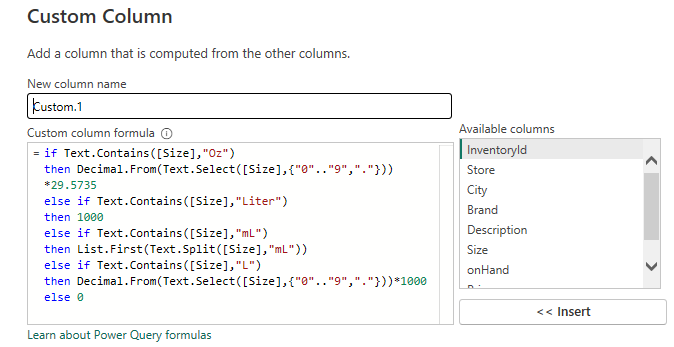 Custom Column
Add a column that is computed from the other columns.
New column name
Custom.1
Custom column formula
Available columns
= if Text.Contains([Size],"Oz")
then Decimal.From(Text.Select([Size],{"0".."9","."}))
*29.5735
else if Text.Contains([Size],"Liter")
then 1000
else if Text.Contains([Size],"mL")
then List.First(Text.Split([Size],"mL"))
else if Text.Contains([Size],"L")
then Decimal.From(Text.Select([Size],{"0".."9","."}))*1000
else 0
InventoryId
Store
City
Brand
Description
Size
onHand
<< Insert
Learn about Power Query formulas